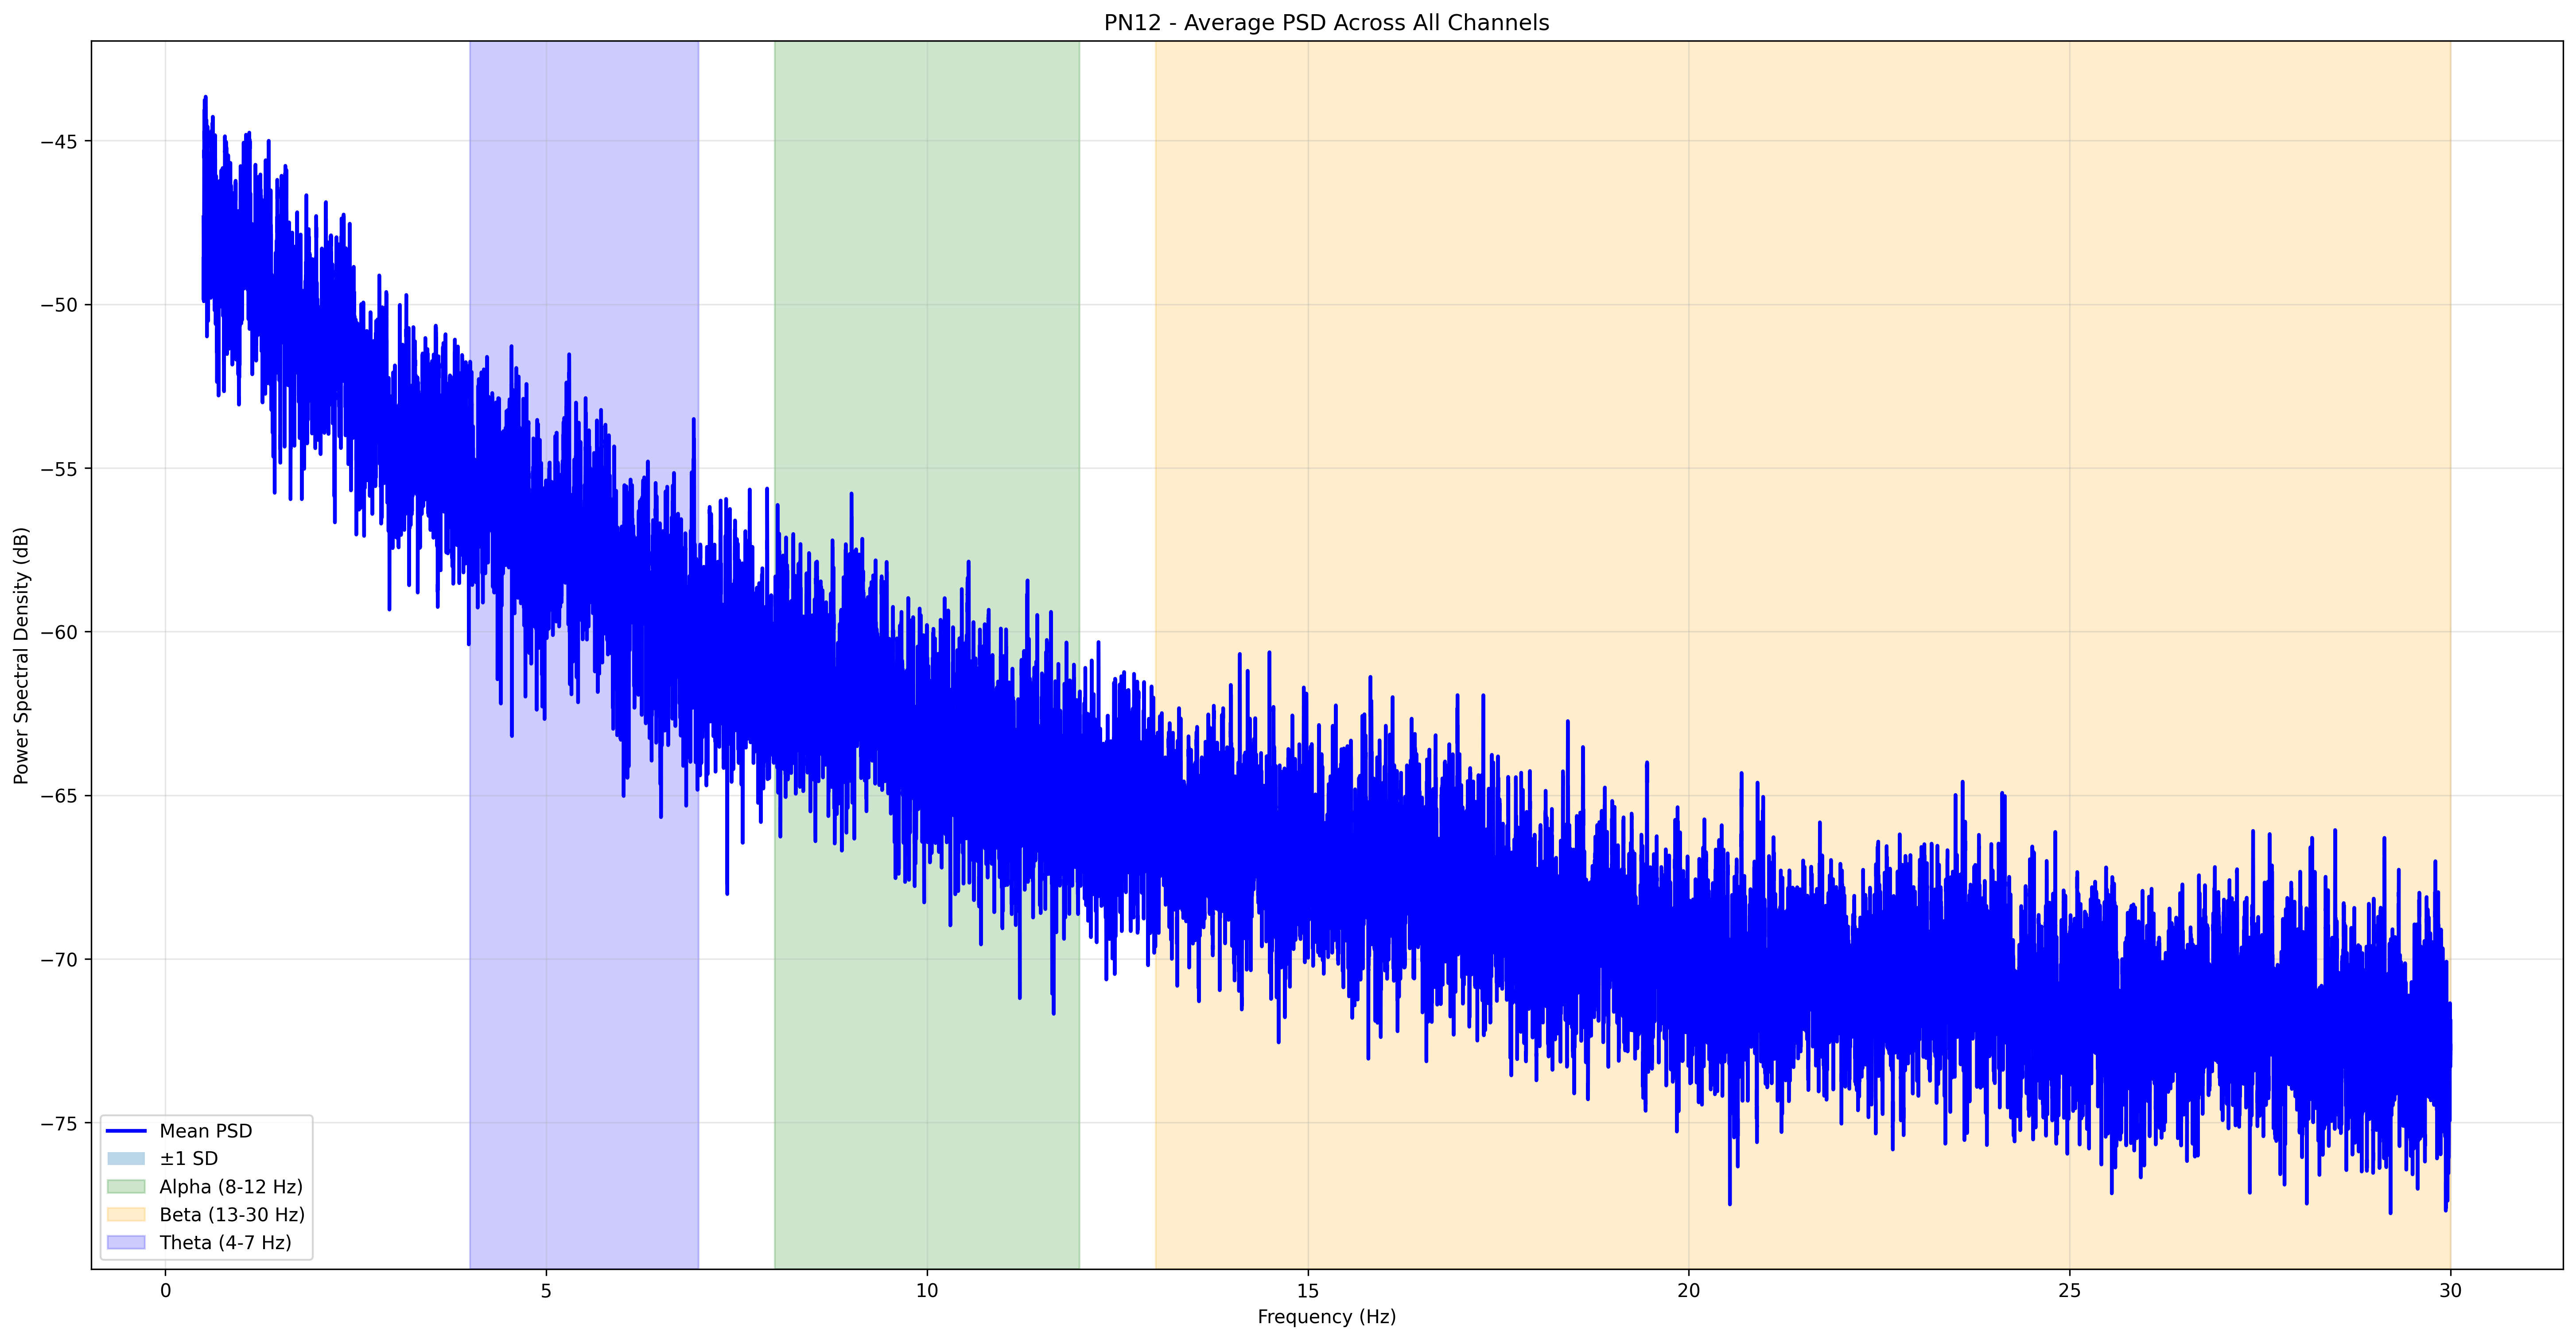 PN12 - Average PSD Across All Channels
Power Spectral Density (dB)
−45
−50
−55
−60
−65
−70
−75
Mean PSD
±1 SD
Alpha (8-12 Hz)
Beta (13-30 Hz)
Theta (4-7 Hz)
0 5 10 15 20 25 30
Frequency (Hz)